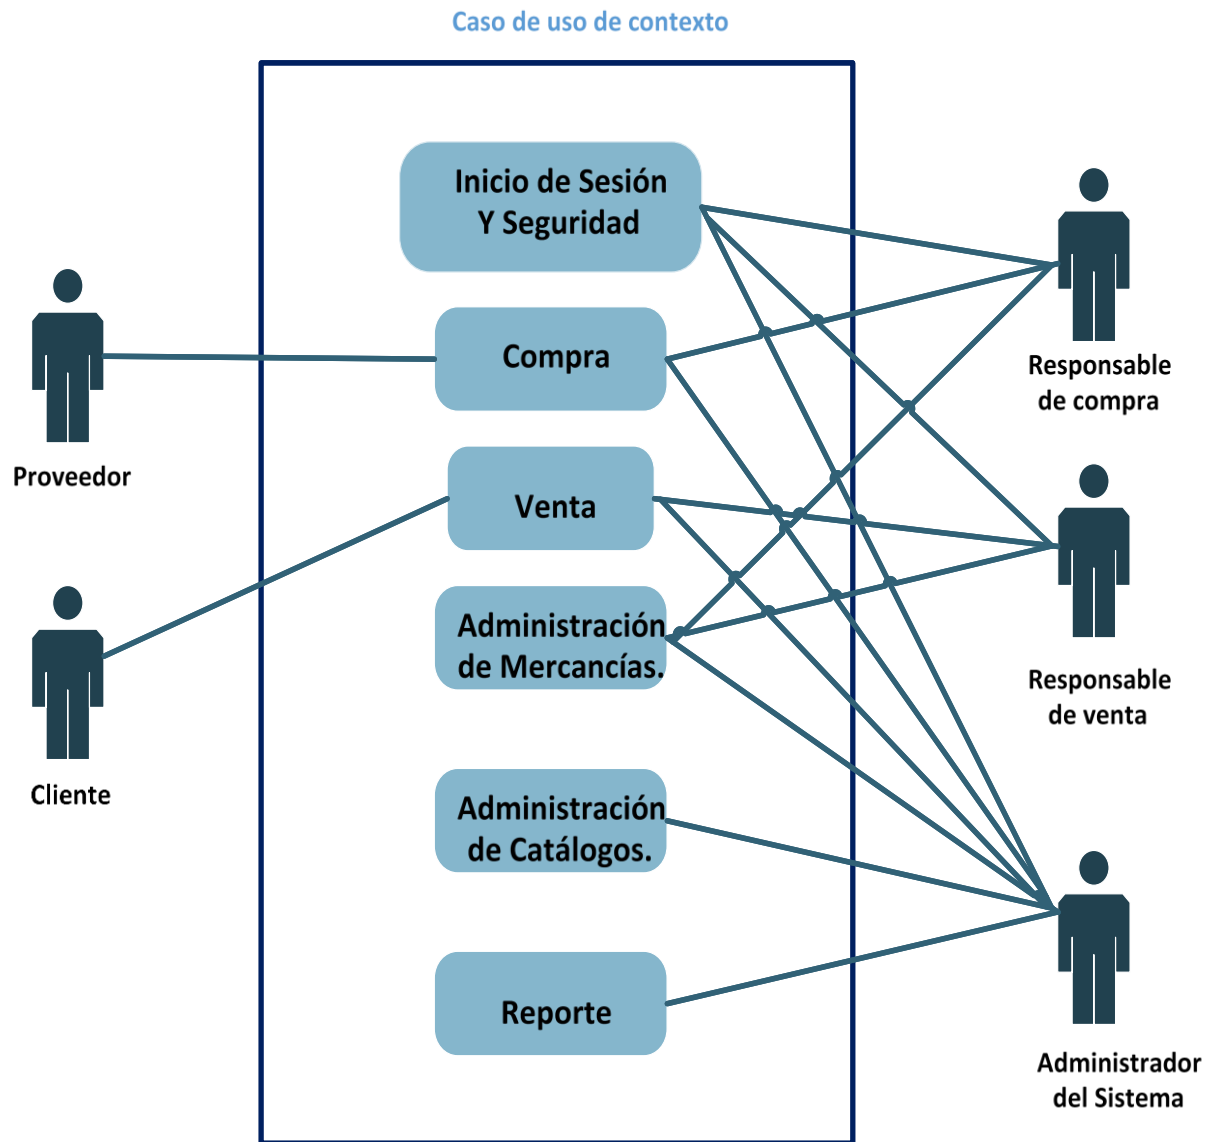 Caso de uso de contexto
Inicio de Sesión
Y Seguridad
Compra
Venta
Administración
de Mercancías.
Administración
de Catálogos.
Reporte
Proveedor
Cliente
Responsable
de compra
Responsable
de venta
Administrador
del Sistema